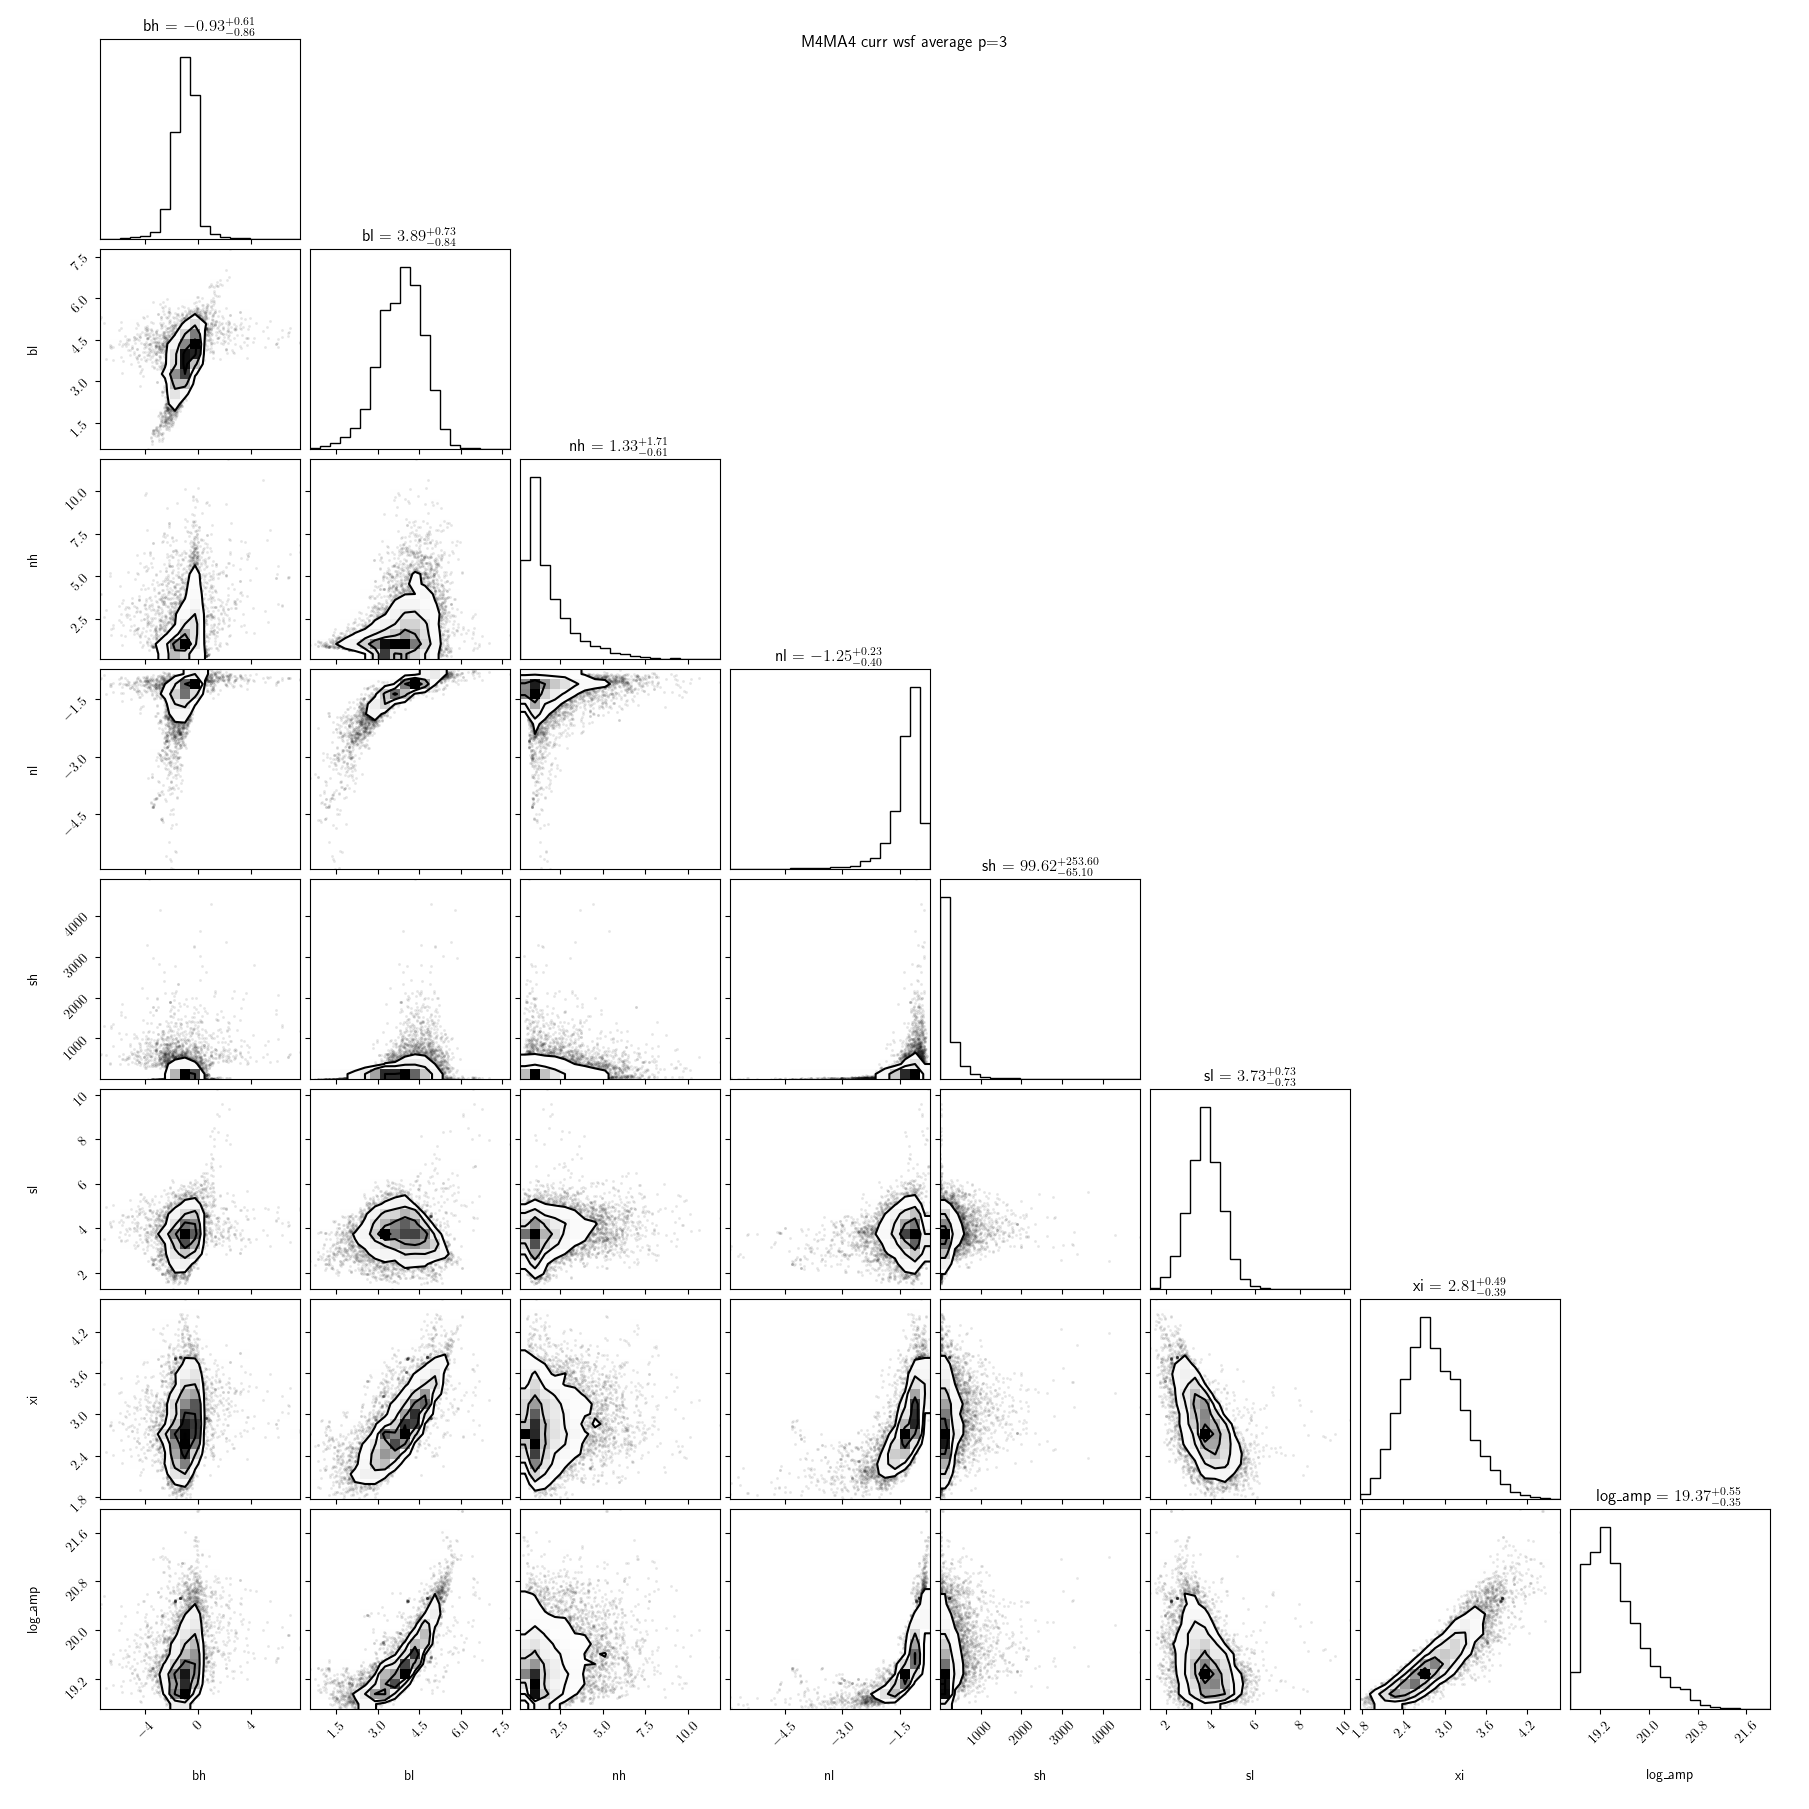 M4MA4 curr wsf average p=3
bh = −0.93 +0.61 −0.86
bl = 3.89 +0.73 −0.84
nh = 1.33 +1.71 −0.61
nl = −1.25 +0.23 −0.40
sh = 99.62 +253.60 −65.10
sl = 3.73 +0.73 −0.73
xi = 2.81 +0.49 −0.39
log_amp = 19.37 +0.55 −0.35
bl
7.5
6.0
4.5
3.0
1.5
nh
10.0
7.5
5.0
2.5
nl
−1.5
−3.0
−4.5
sh
4000
3000
2000
1000
sl
10
8
6
4
2
xi
4.2
3.6
3.0
2.4
1.8
log_amp
21.6
20.8
20.0
19.2
−4 0 4
1.5 3.0 4.5 6.0 7.5
2.5 5.0 7.5 10.0
−4.5 −3.0 −1.5
1000 2000 3000 4000
2 4 6 8 10
1.8 2.4 3.0 3.6 4.2
19.2 20.0 20.8 21.6
bh bl nh nl sh sl xi log_amp